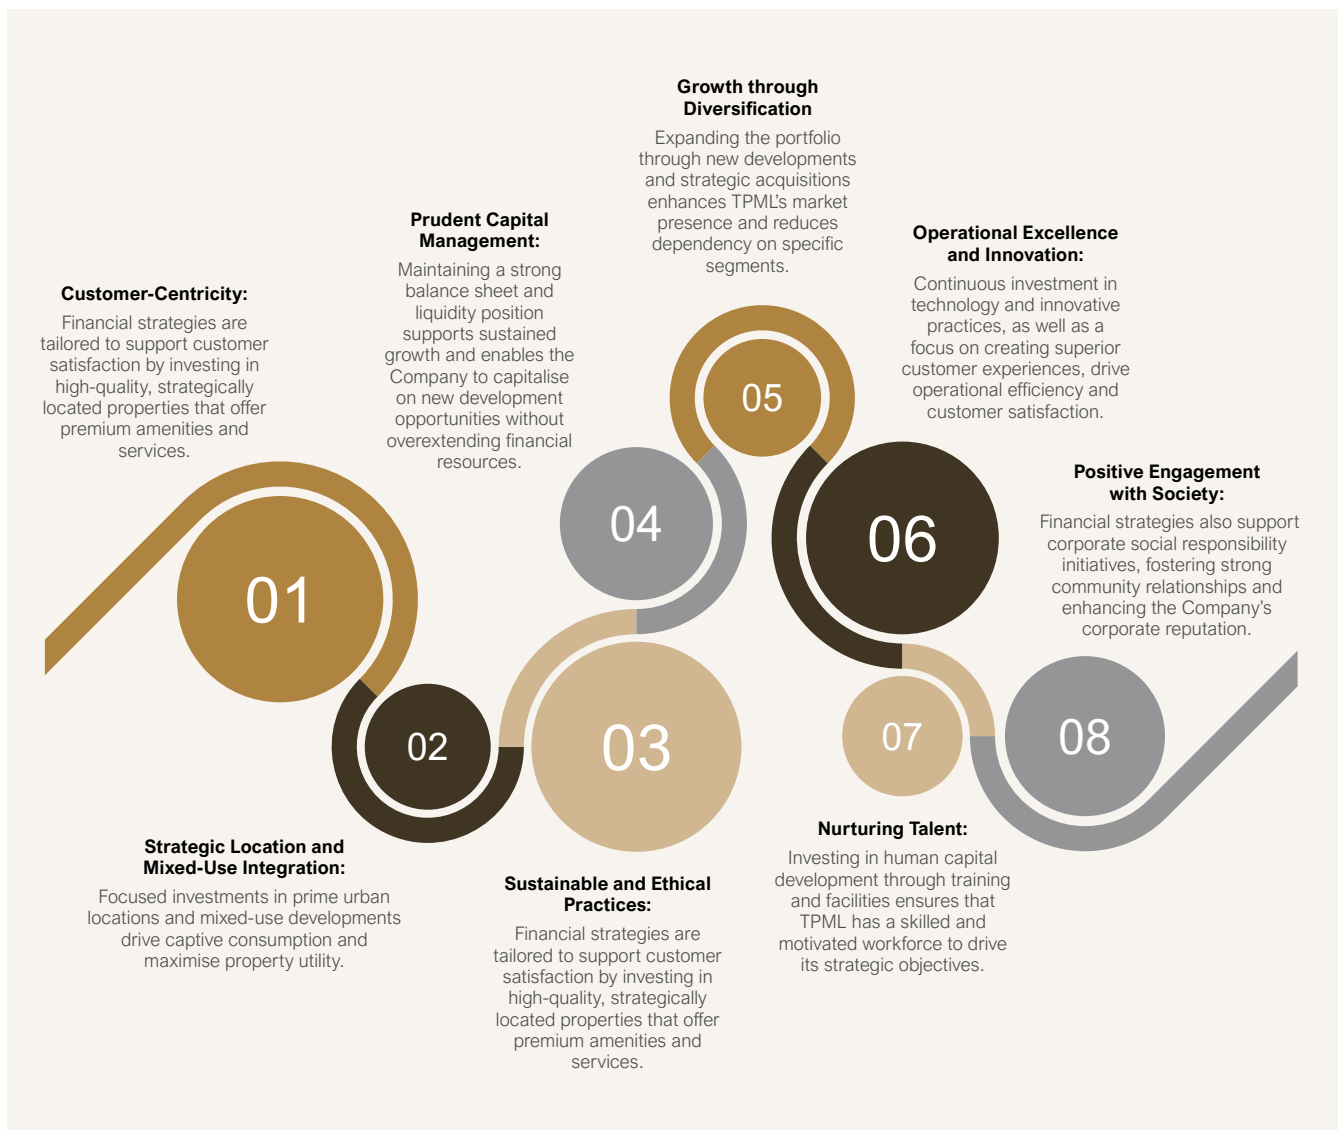 Customer-Centricity:
Financial strategies are
tailored to support customer
satisfaction by investing in
high-quality, strategically
located properties that offer
premium amenities and
services.
01
Strategic Location and
Mixed-Use Integration:
Focused investments in prime urban
locations and mixed-use developments
drive captive consumption and
maximise property utility.
02
Sustainable and Ethical
Practices:
Financial strategies are
tailored to support customer
satisfaction by investing in
high-quality, strategically
located properties that offer
premium amenities and
services.
03
Prudent Capital
Management:
Maintaining a strong
balance sheet and
liquidity position
supports sustained
growth and enables the
Company to capitalise
on new development
opportunities without
overextending financial
resources.
04
Growth through
Diversification
Expanding the portfolio
through new developments
and strategic acquisitions
enhances TPML's market
presence and reduces
dependency on specific
segments.
05
Operational Excellence
and Innovation:
Continuous investment in
technology and innovative
practices, as well as a
focus on creating superior
customer experiences, drive
operational efficiency and
customer satisfaction.
06
Nurturing Talent:
Investing in human capital
development through training
and facilities ensures that
TPML has a skilled and
motivated workforce to drive
its strategic objectives.
07
Positive Engagement
with Society:
Financial strategies also support
corporate social responsibility
initiatives, fostering strong
community relationships and
enhancing the Company's
corporate reputation.
08